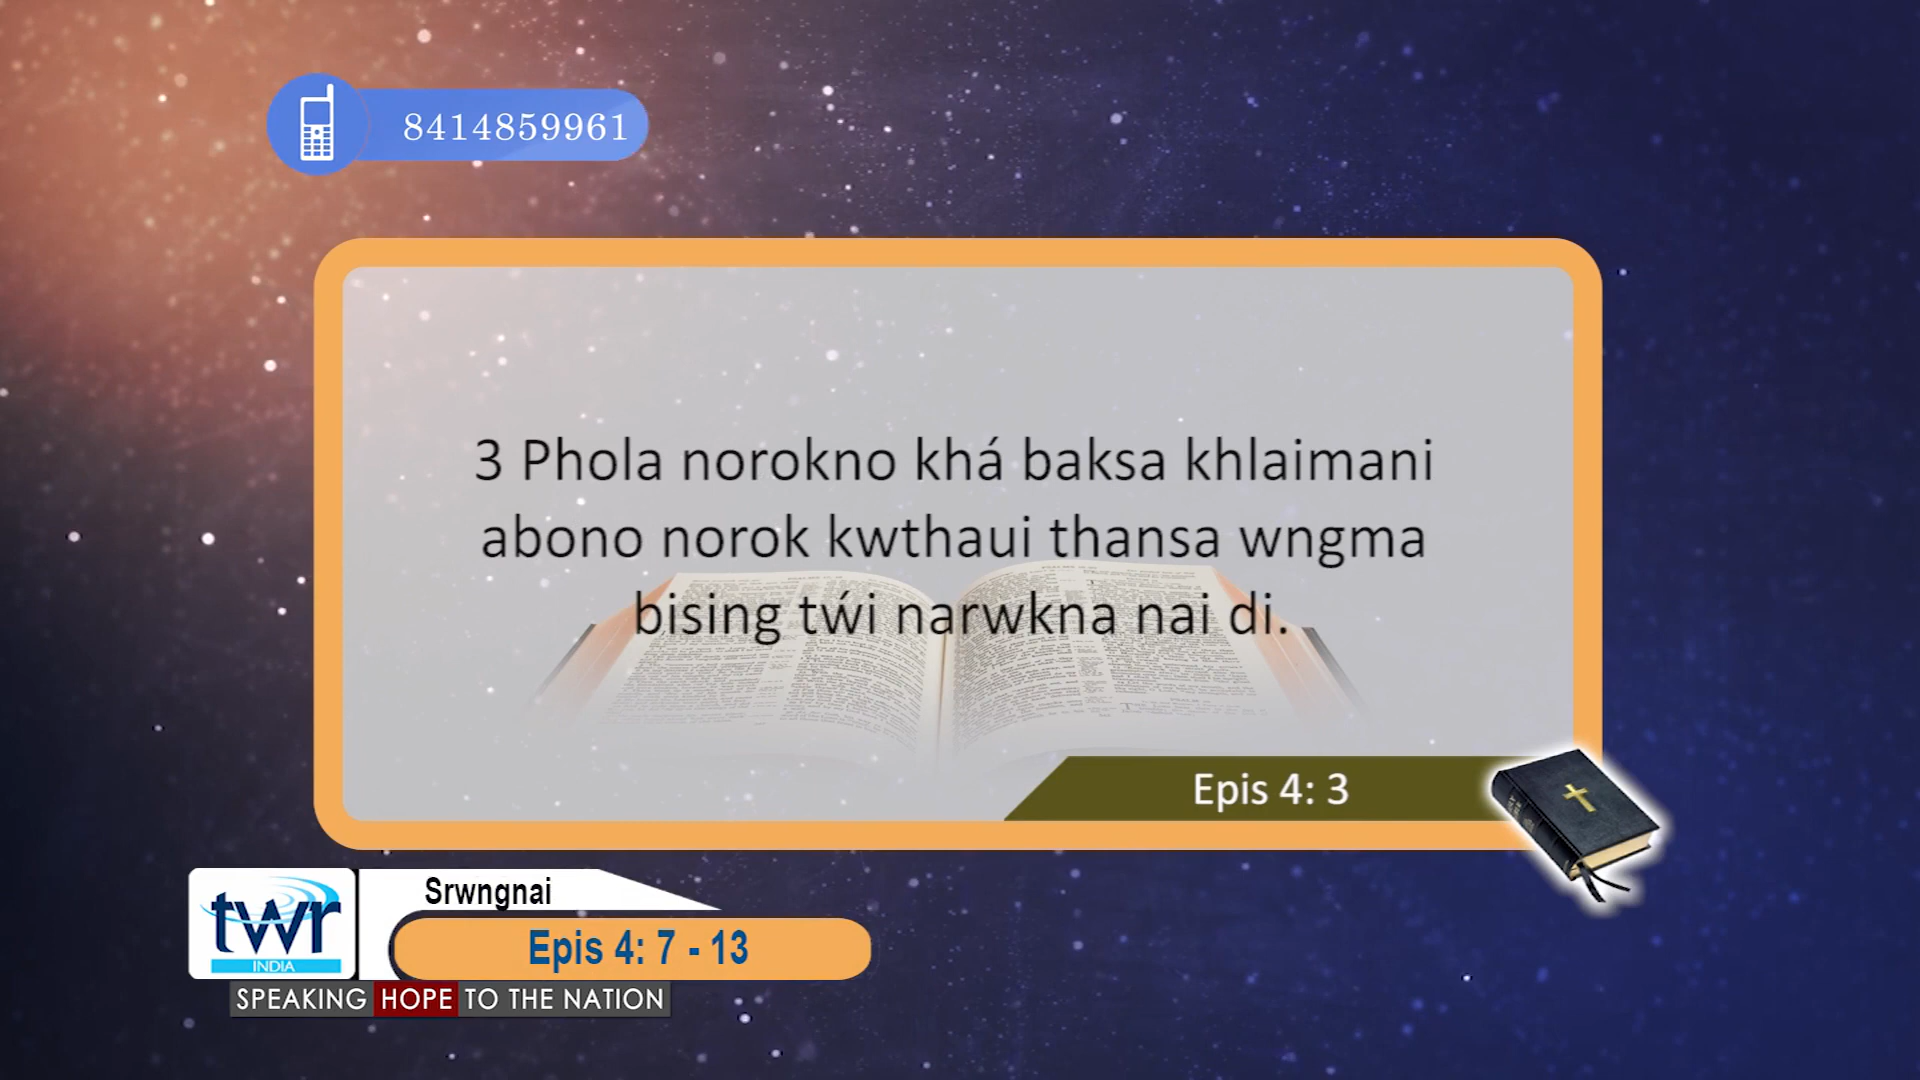 8414859961
3 Phola norokno khá baksa khlaimani
abono norok kwthaui thansa wngma
bising tẃi narwkna nai di.
Epis 4: 3
twr
INDIA
Srwngnai
Epis 4: 7 - 13
SPEAKING HOPE TO THE NATION